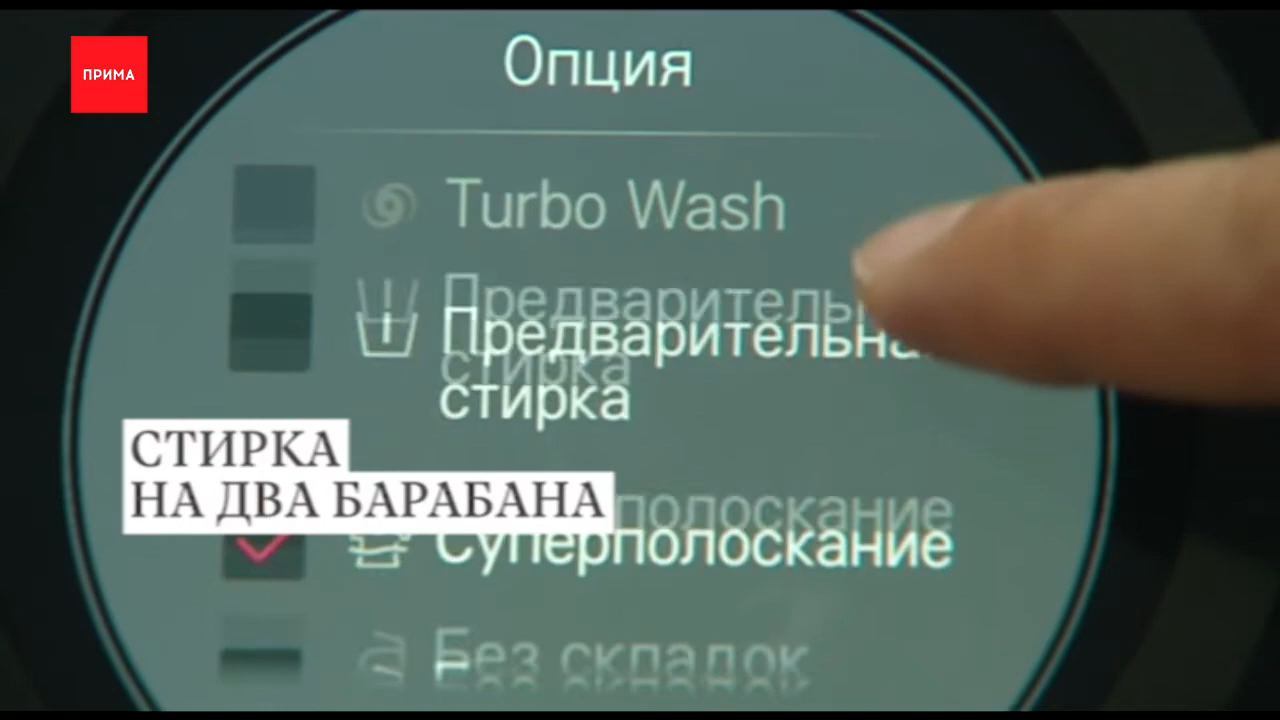 ПРИМА
Опция
Turbo Wash
Предварительная
стирка
СТИРКА
НА ДВА БАРАБАНА
Суперполоскание
Без складок